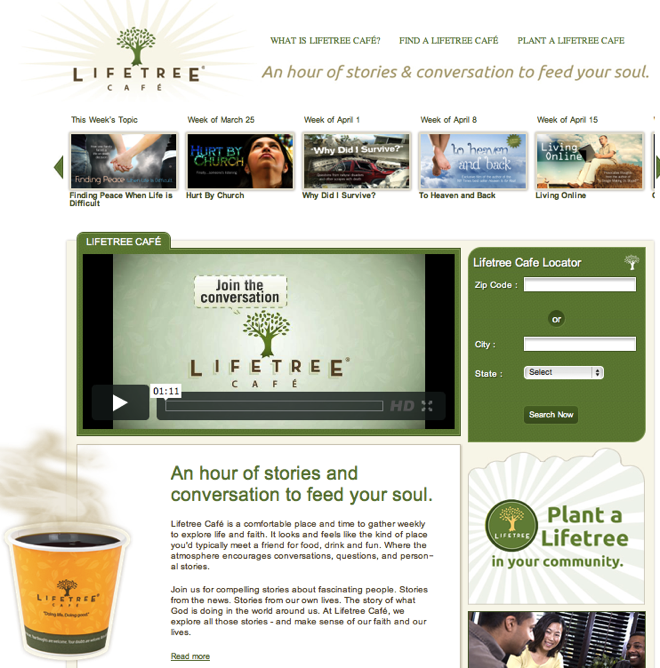 WHAT IS LIFETREE CAFÉ? FIND A LIFETREE CAFÉ PLANT A LIFETREE CAFÉ
LIFETREE®
CAFÉ
An hour of stories & conversation to feed your soul.
This Week's Topic
Week of March 25
Week of April 1
Week of April 8
Week of April 15
Finding Peace When Life is Difficult
HURT BY
CHURCH
Why Did I Survive?
to heaven
and back
Living
Online
Finding Peace When Life is
Difficult
Hurt By Church
Why Did I Survive?
To Heaven and Back
Living Online
LIFETREE CAFÉ
Join the
conversation
LIFETREE®
CAFÉ
01:11
HD
Lifetree Cafe Locator
Zip Code :
or
City :
State :
Select
Search Now
An hour of stories and
conversation to feed your soul.
Lifetree Café is a comfortable place and time to gather weekly
to explore life and faith. It looks and feels like the kind of place
you'd typically meet a friend for food, drink and fun. Where the
atmosphere encourages conversations, questions, and person-
al stories.
Join us for compelling stories about fascinating people. Stories
from the news. Stories from our own lives. The story of what
God is doing in the world around us. At Lifetree Café, we
explore all those stories - and make sense of our faith and our
lives.
Read more
LIFETREE
CAFÉ
"Doing life. Doing good."
LIFETREE
Plant a
Lifetree
in your community.